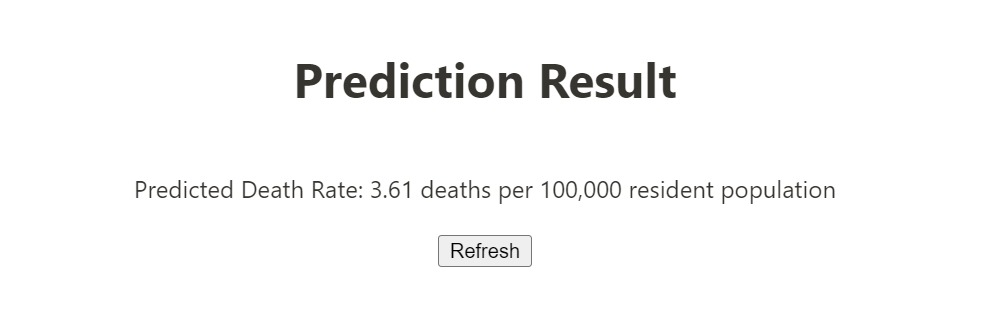 Prediction Result
Predicted Death Rate: 3.61 deaths per 100,000 resident population
Refresh